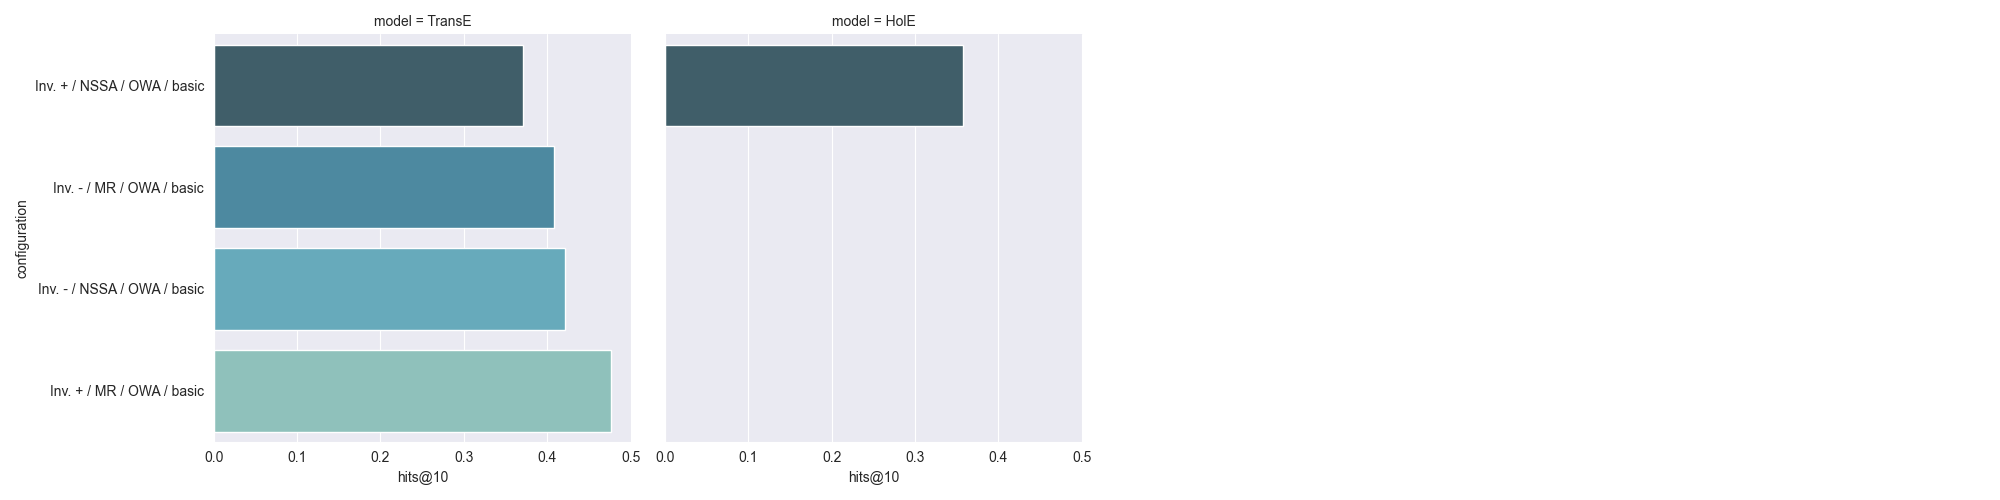 model = TransE
model = HolE
configuration
Inv. + / NSSA / OWA / basic
Inv. - / MR / OWA / basic
Inv. - / NSSA / OWA / basic
Inv. + / MR / OWA / basic
0.0 0.1 0.2 0.3 0.4 0.5
0.0 0.1 0.2 0.3 0.4 0.5
hits@10
hits@10